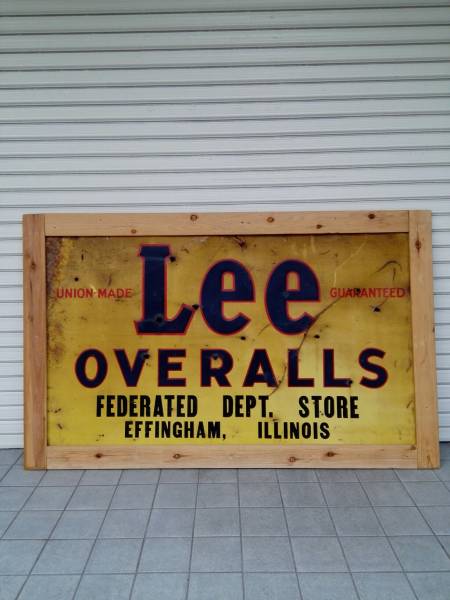 Lee
UNION-MADE GUARANTEED
OVERALLS
FEDERATED DEPT. STORE
EFFINGHAM, ILLINOIS